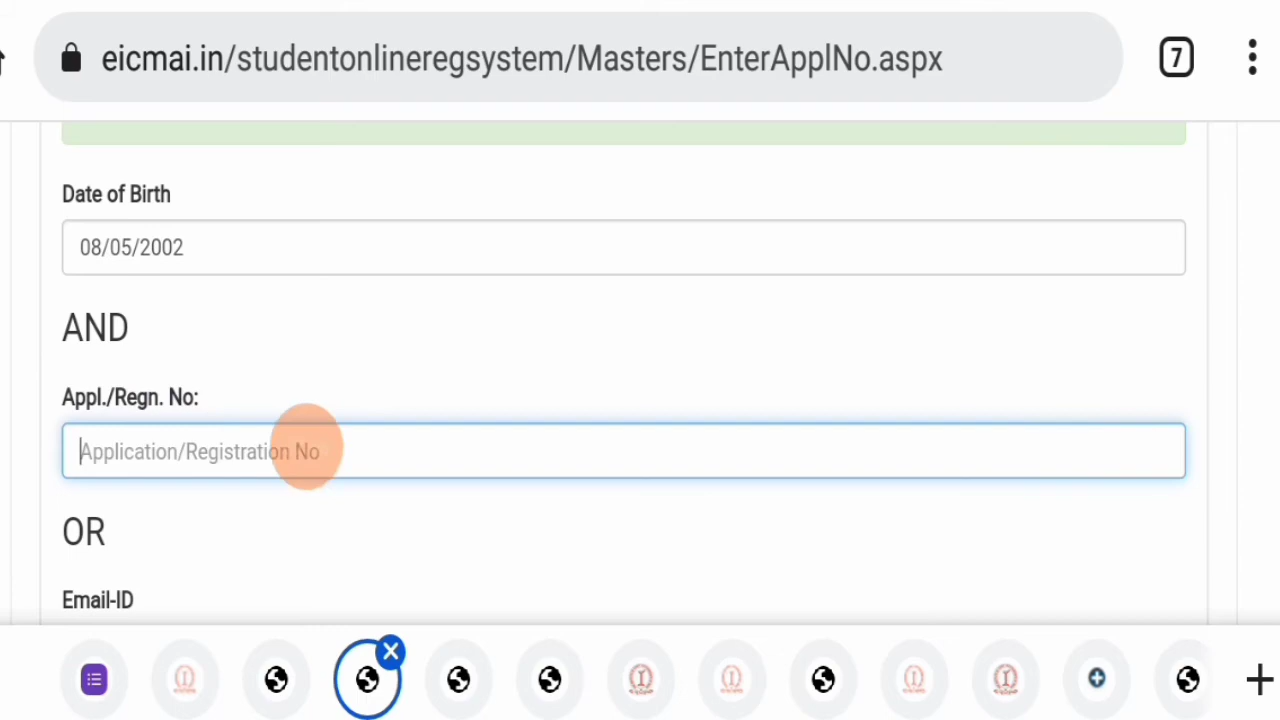 eicmai.in/studentonlineregsystem/Masters/EnterApplNo.aspx
7
Date of Birth
08/05/2002
AND
Appl./Regn. No:
Application/Registration No
OR
Email-ID